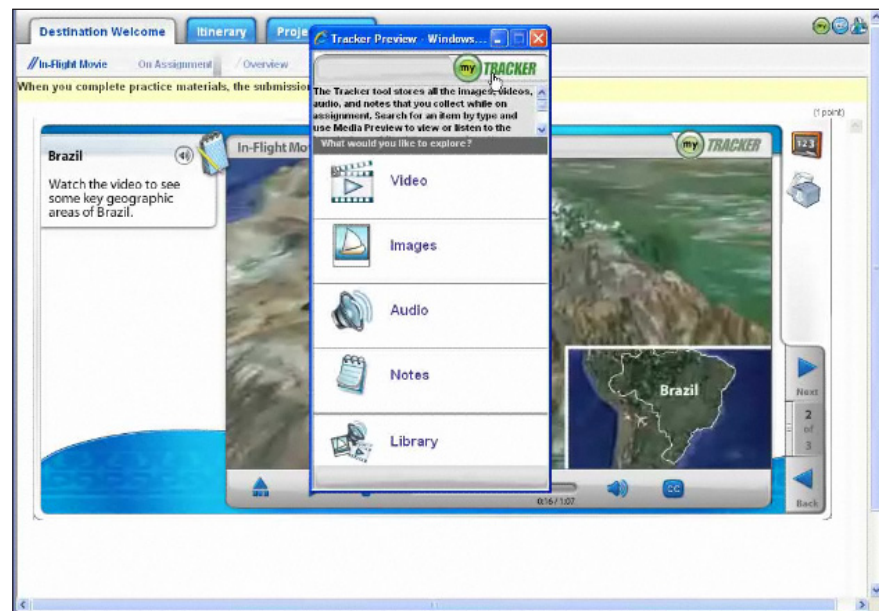 Destination Welcome
Itinerary
Proje
Tracker Preview - Windows...
//In-Flight Movie
On Assignment
/Overview
my TRACKER
When you complete practice materials, the submissio
The Tracker tool stores all the images, videos,
audio, and notes that you collect while on
assignment. Search for an item by type and
use Media Preview to view or listen to the
(1 point)
What would you like to explore?
Brazil
Watch the video to see
some key geographic
areas of Brazil.
In-Flight Mo
my TRACKER
123
Video
Images
Audio
Notes
Library
Brazil
Next
2
of
3
Back
0:16 / 1:07
CC